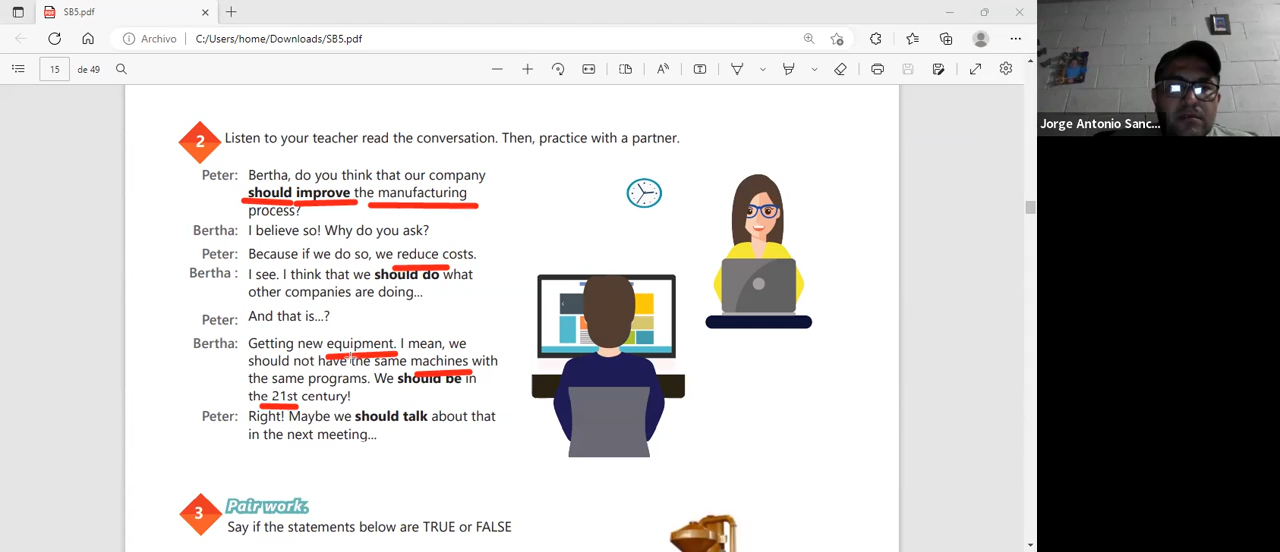 SB5.pdf
Archivo C:/Users/home/Downloads/SB5.pdf
15 de 49
Jorge Antonio Sanc...
2 Listen to your teacher read the conversation. Then, practice with a partner.
Peter: Bertha, do you think that our company
should improve the manufacturing
process?
Bertha: I believe so! Why do you ask?
Peter: Because if we do so, we reduce costs.
Bertha : I see. I think that we should do what
other companies are doing...
Peter: And that is...?
Bertha: Getting new equipment. I mean, we
should not have the same machines with
the same programs. We should be in
the 21st century!
Peter: Right! Maybe we should talk about that
in the next meeting...
3 Pair work.
Say if the statements below are TRUE or FALSE